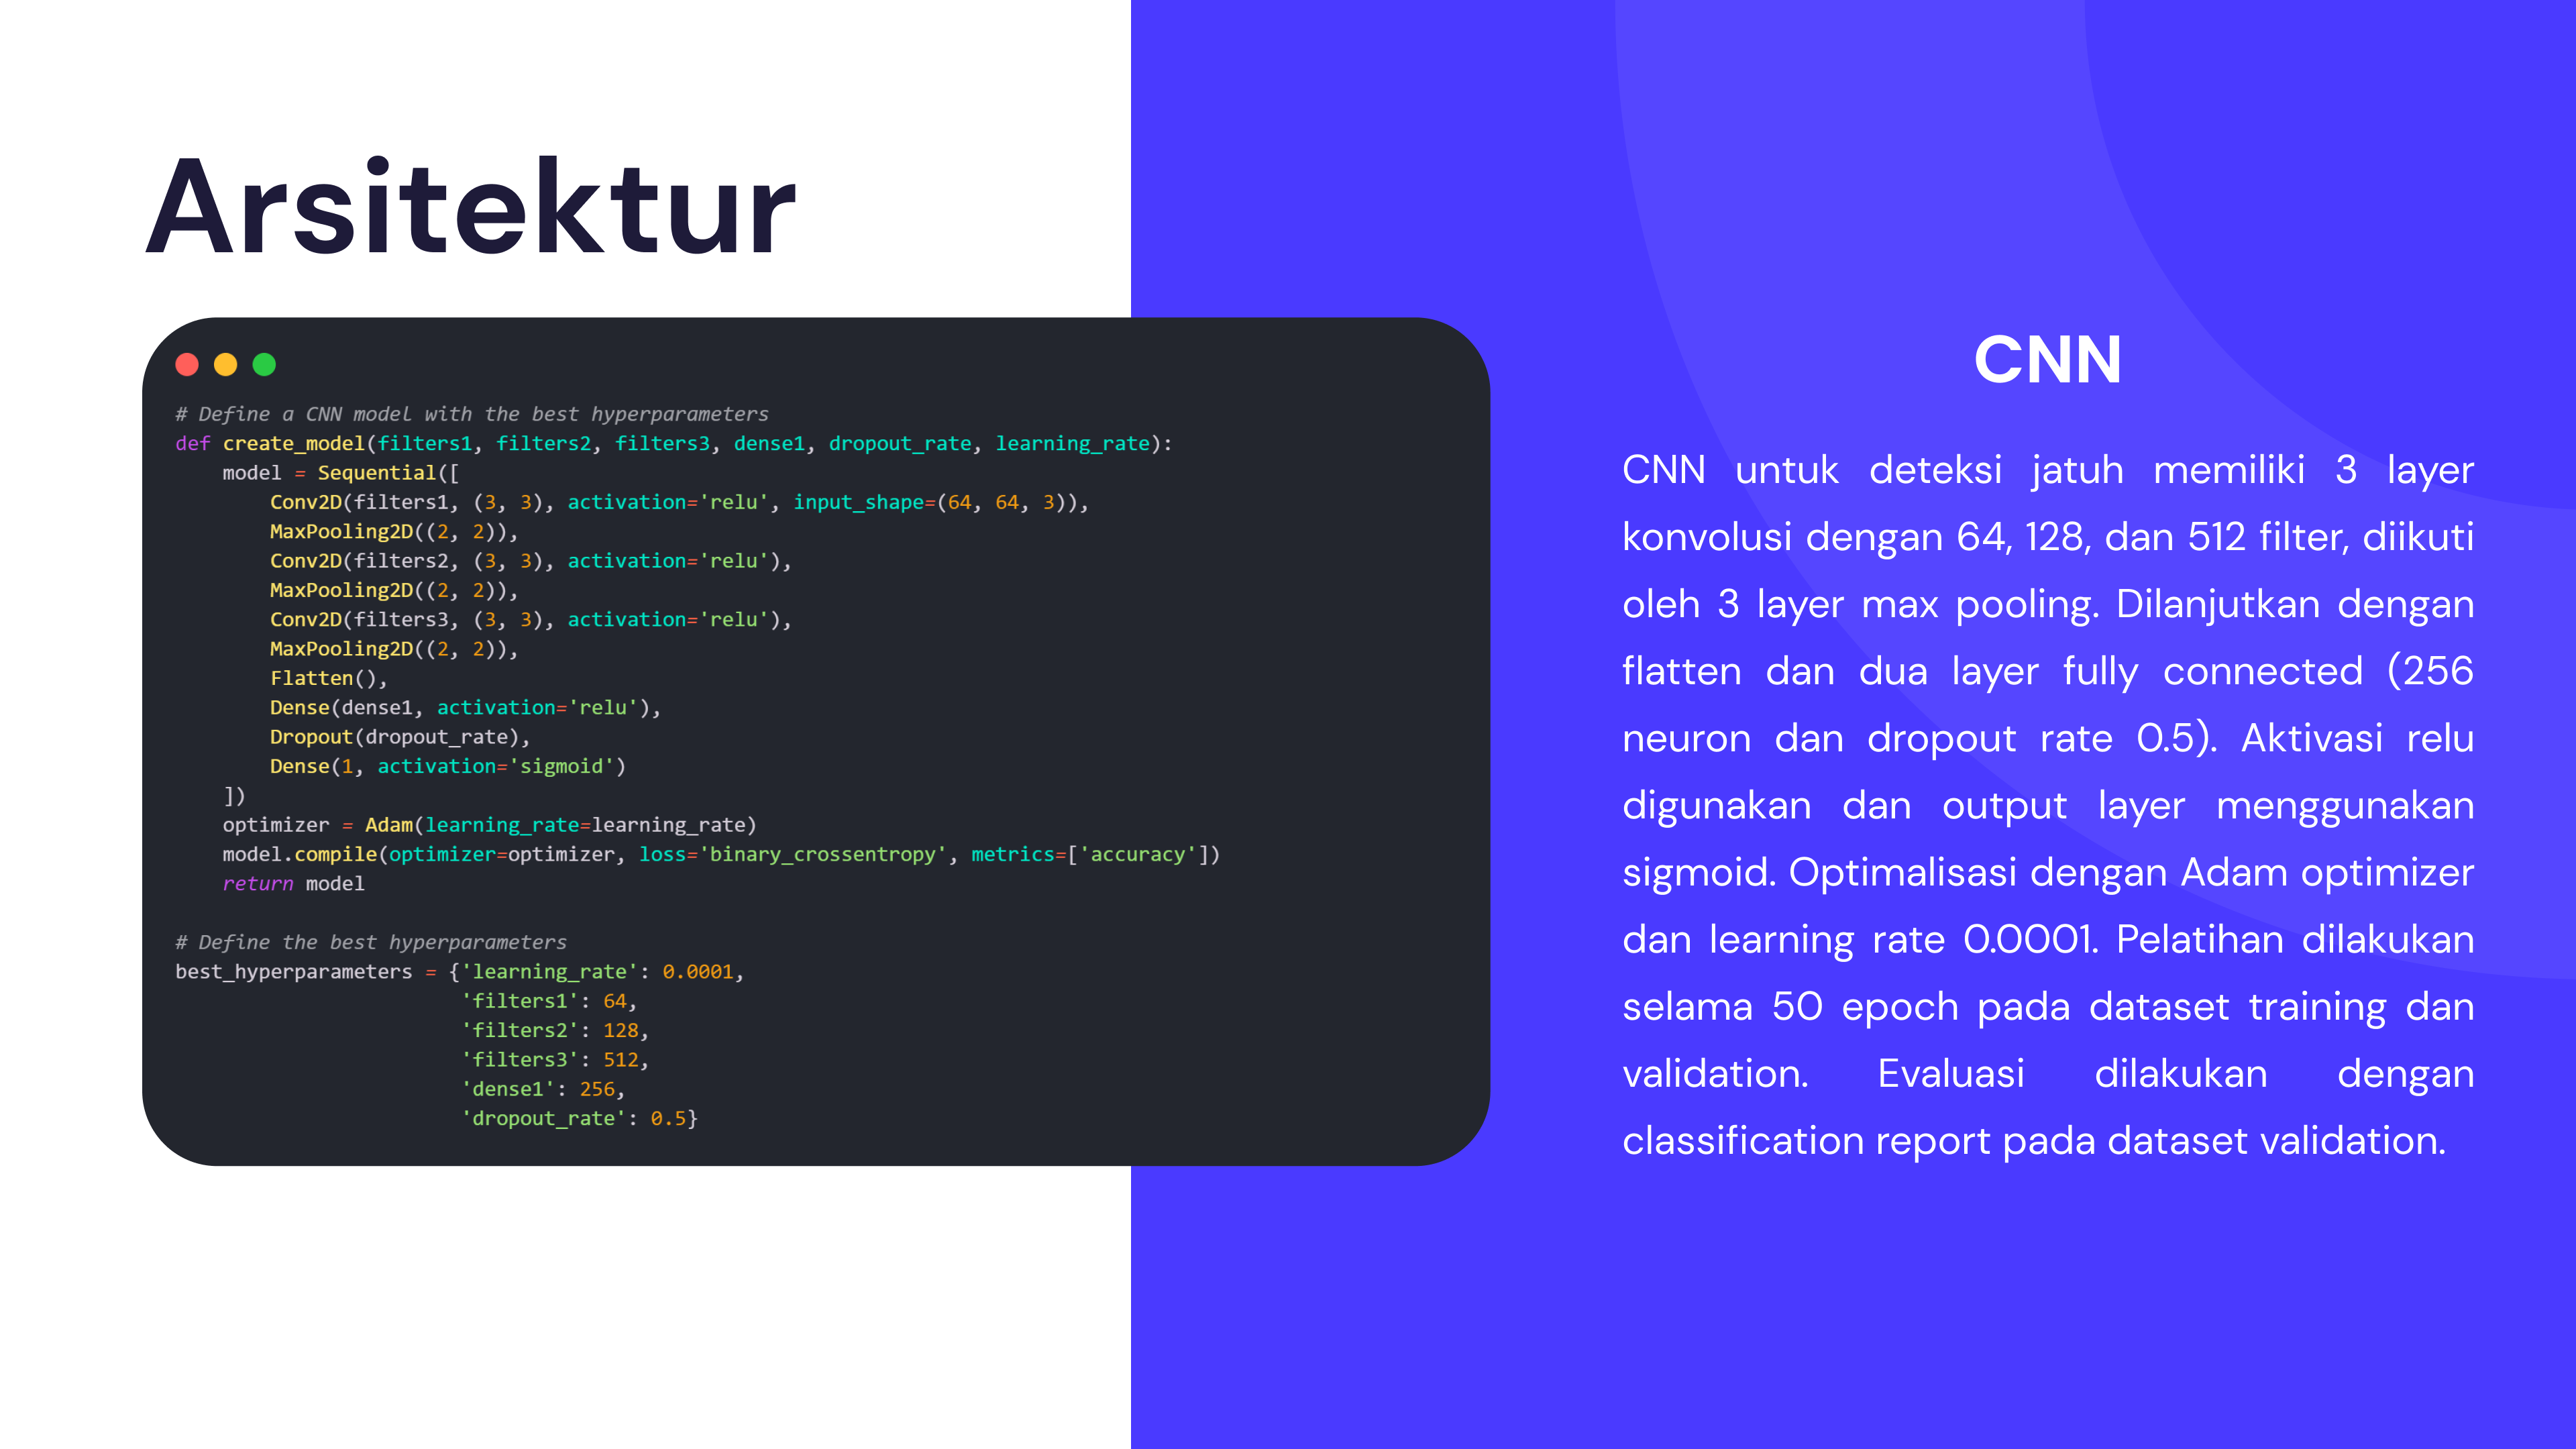 Arsitektur
# Define a CNN model with the best hyperparameters
def create_model(filters1, filters2, filters3, dense1, dropout_rate, learning_rate):
    model = Sequential([
        Conv2D(filters1, (3, 3), activation='relu', input_shape=(64, 64, 3)),
        MaxPooling2D((2, 2)),
        Conv2D(filters2, (3, 3), activation='relu'),
        MaxPooling2D((2, 2)),
        Conv2D(filters3, (3, 3), activation='relu'),
        MaxPooling2D((2, 2)),
        Flatten(),
        Dense(dense1, activation='relu'),
        Dropout(dropout_rate),
        Dense(1, activation='sigmoid')
    ])
    optimizer = Adam(learning_rate=learning_rate)
    model.compile(optimizer=optimizer, loss='binary_crossentropy', metrics=['accuracy'])
    return model
# Define the best hyperparameters
best_hyperparameters = {'learning_rate': 0.0001,
                        'filters1': 64,
                        'filters2': 128,
                        'filters3': 512,
                        'dense1': 256,
                        'dropout_rate': 0.5}
CNN
CNN untuk deteksi jatuh memiliki 3 layer
konvolusi dengan 64, 128, dan 512 filter, diikuti
oleh 3 layer max pooling. Dilanjutkan dengan
flatten dan dua layer fully connected (256
neuron dan dropout rate 0.5). Aktivasi relu
digunakan dan output layer menggunakan
sigmoid. Optimalisasi dengan Adam optimizer
dan learning rate 0.0001. Pelatihan dilakukan
selama 50 epoch pada dataset training dan
validation. Evaluasi dilakukan dengan
classification report pada dataset validation.